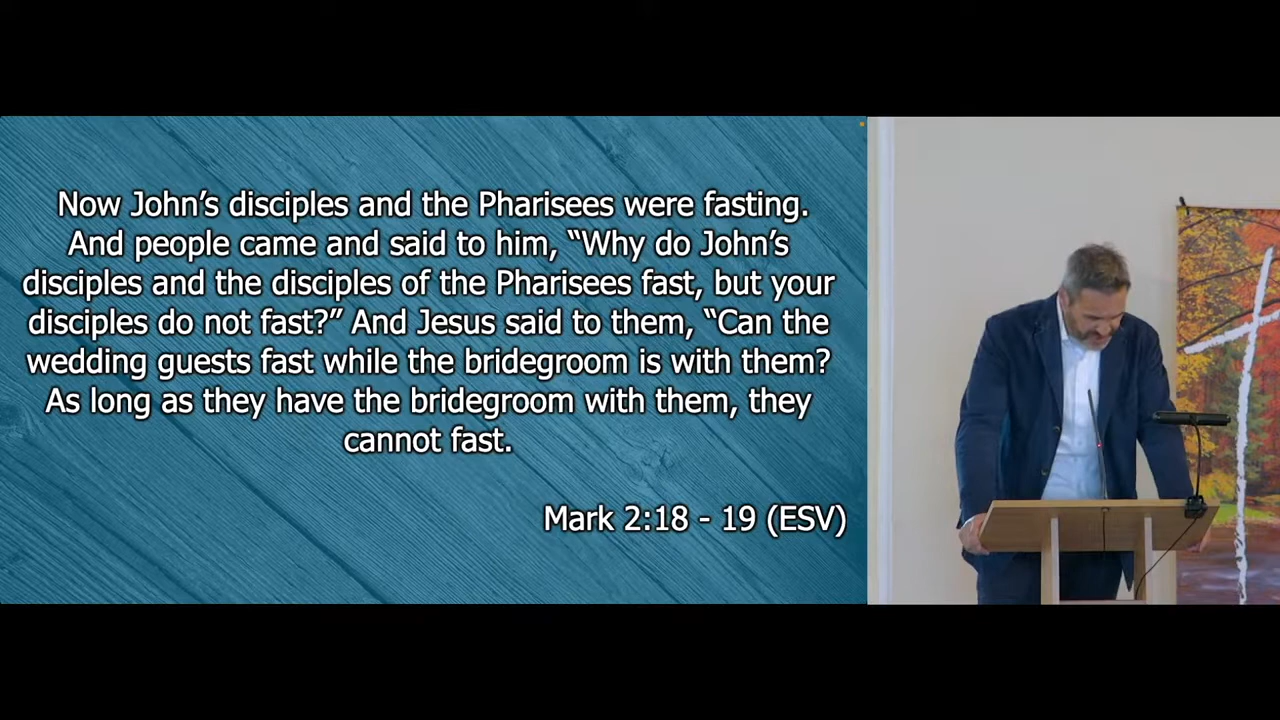 Now John’s disciples and the Pharisees were fasting.
And people came and said to him, “Why do John’s
disciples and the disciples of the Pharisees fast, but your
disciples do not fast?” And Jesus said to them, “Can the
wedding guests fast while the bridegroom is with them?
As long as they have the bridegroom with them, they
cannot fast.
Mark 2:18 - 19 (ESV)